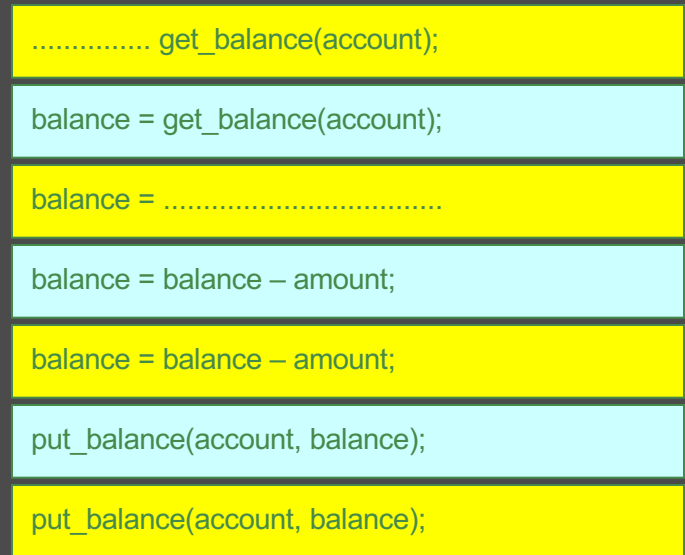 ............... get_balance(account);
balance = get_balance(account);
balance = ...................................
balance = balance – amount;
balance = balance – amount;
put_balance(account, balance);
put_balance(account, balance);